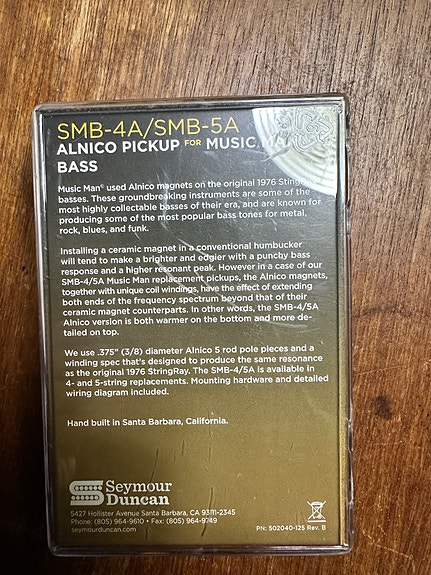 SMB-4A/SMB-5A
ALNICO PICKUP FOR MUSIC MAN
BASS
Music Man® used Alnico magnets on the original 1976 StingRay
basses. These groundbreaking instruments are some of the
most highly collectable basses of their era, and are known for
producing some of the most popular bass tones for metal,
rock, blues, and funk.
Installing a ceramic magnet in a conventional humbucker
will tend to make a brighter and edgier with a punchy bass
response and a higher resonant peak. However in a case of our
SMB-4/5A Music Man replacement pickups, the Alnico magnets,
together with unique coil windings, have the effect of extending
both ends of the frequency spectrum beyond that of their
ceramic magnet counterparts. In other words, the SMB-4/5A
Alnico version is both warmer on the bottom and more de-
tailed on top.
We use .375" (3/8) diameter Alnico 5 rod pole pieces and a
winding spec that's designed to produce the same resonance
as the original 1976 StingRay. The SMB-4/5A is available in
4- and 5-string replacements. Mounting hardware and detailed
wiring diagram included.
Hand built in Santa Barbara, California.
Seymour
Duncan
5427 Hollister Avenue Santa Barbara, CA 93111-2345
Phone: (805) 964-9610 • Fax: (805) 964-9749
seymourduncan.com
PN: 502040-125 Rev. B